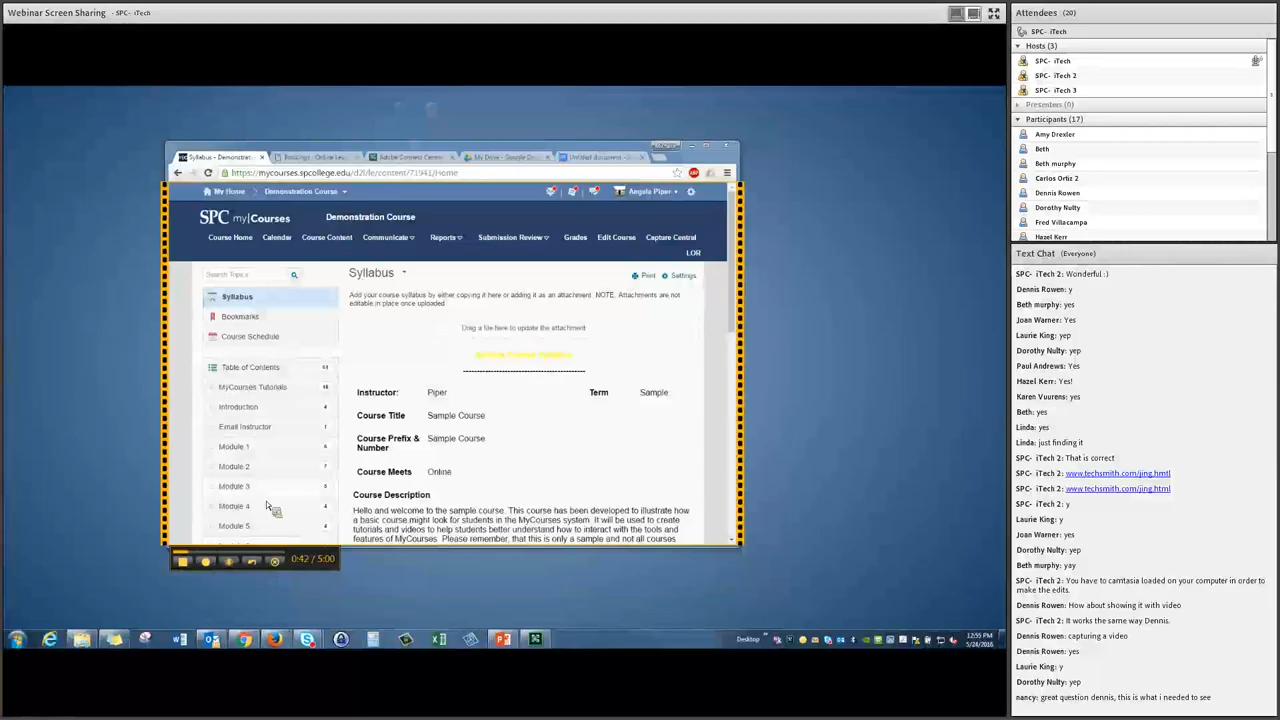 Webinar Screen Sharing - SPC- iTech
Syllabus - Demonstrat
Adobe Connect Centra
My Drive - Google D
Untitled document -
https://mycourses.spcollege.edu/d2l/le/content/71941/Home
My Home
Demonstration Course
Angela Piper
SPC my|Courses
Demonstration Course
Course Home Calendar Course Content Communicate Reports Submission Review Grades Edit Course Capture Central
LOR
Search Topics
Syllabus
Bookmarks
Course Schedule
Table of Contents
MyCourses Tutorials
Introduction 4
Email Instructor 1
Module 1
Module 2 7
Module 3
Module 4 4
Module 5 4
Syllabus
Print Settings
Add your course syllabus by either copying it here or adding it as an attachment NOTE, Attachments are not
editable in place once uploaded
Drag a file here to update the attachment
Instructor: Piper Term Sample
Course Title Sample Course
Course Prefix & Sample Course
Number
Course Meets Online
Course Description
Hello and welcome to the sample course. This course has been developed to illustrate how
a basic course might look for students in the MyCourses system. It will be used to create
tutorials and videos to help students better understand how to interact with the tools and
features of MyCourses. Please remember, that this is only a sample and not all courses
0:42 / 5:00
Desktop
12:55 PM
5/24/2016
Attendees (20)
SPC- iTech
Hosts (3)
SPC- iTech
SPC- iTech 2
SPC- iTech 3
Presenters (0)
Participants (17)
Amy Drexler
Beth
Beth murphy
Carlos Ortiz 2
Dennis Rowen
Dorothy Nulty
Fred Villacampa
Hazel Kerr
Text Chat (Everyone)
SPC- iTech 2: Wonderful :)
Dennis Rowen: y
Beth murphy: yes
Joan Warner: Yes
Laurie King: yep
Dorothy Nulty: yep
Paul Andrews: Yes
Hazel Kerr: Yes!
Karen Vuurens: yes
Beth: yes
Linda: yes
Linda: just finding it
SPC- iTech 2: That is correct
SPC- iTech 2: www.techsmith.com/jing.hmtl
SPC- iTech 2: www.techsmith.com/jing.html
SPC- iTech 2: y
Laurie King: y
Joan Warner: yes
Dorothy Nulty: yep
Beth murphy: yay
SPC- iTech 2: You have to camtasia loaded on your computer in order to
make the edits.
Dennis Rowen: How about showing it with video
SPC- iTech 2: It works the same way Dennis.
Dennis Rowen: capturing a video
Dennis Rowen: yes
Laurie King: y
Dorothy Nulty: yep
nancy: great question dennis, this is what i needed to see